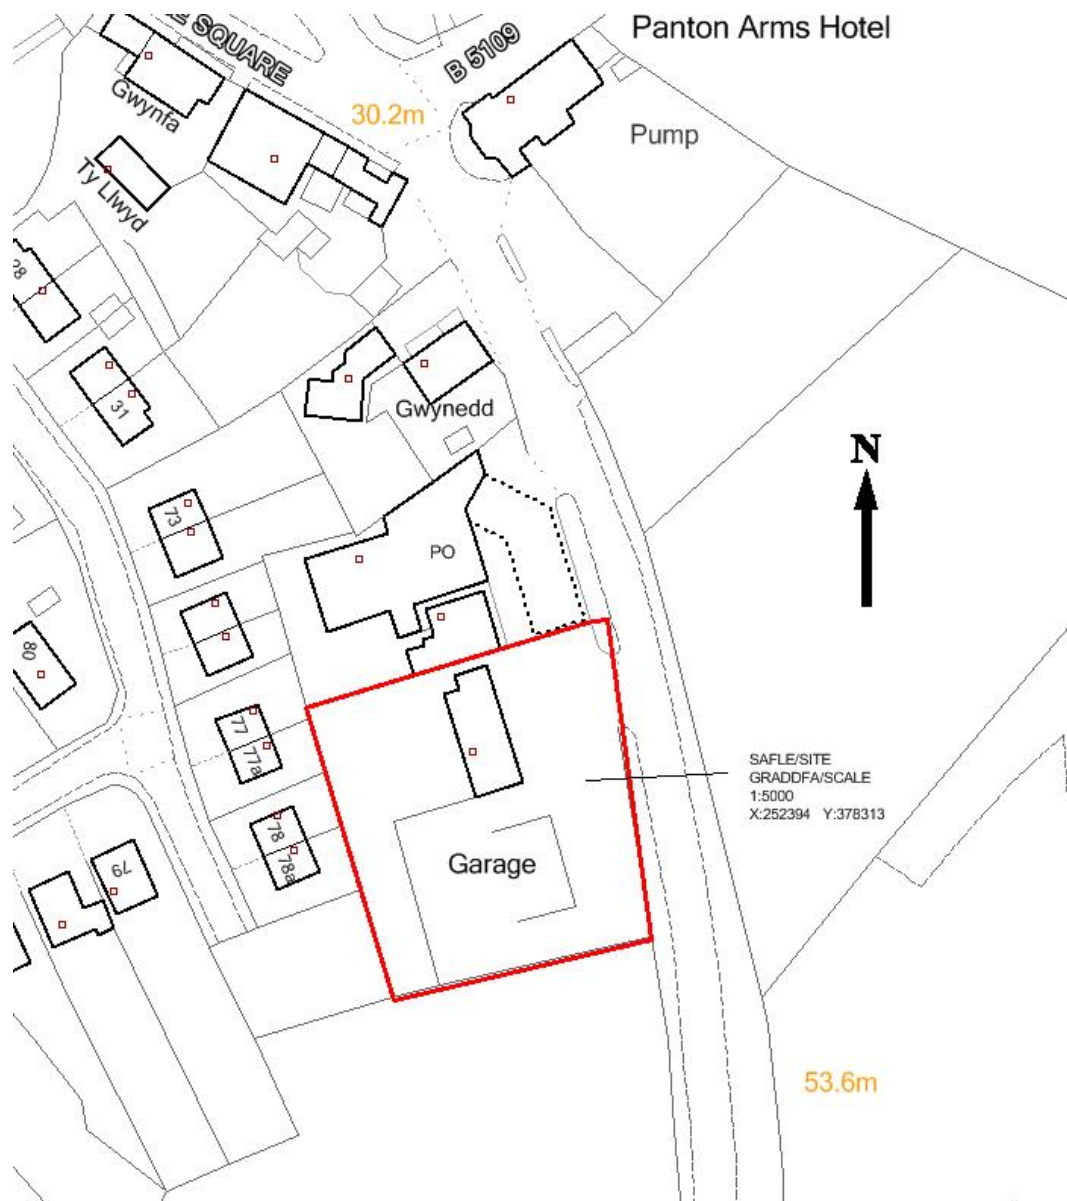 Panton Arms Hotel
SQUARE
B 5109
30.2m
Gwynfa
Pump
Ty Llwyd
28
31
Gwynedd
N
73
PO
80
77
77a
SAFLE/SITE
GRADDFA/SCALE
1:5000
X:252394 Y:378313
78
78a
79
Garage
53.6m